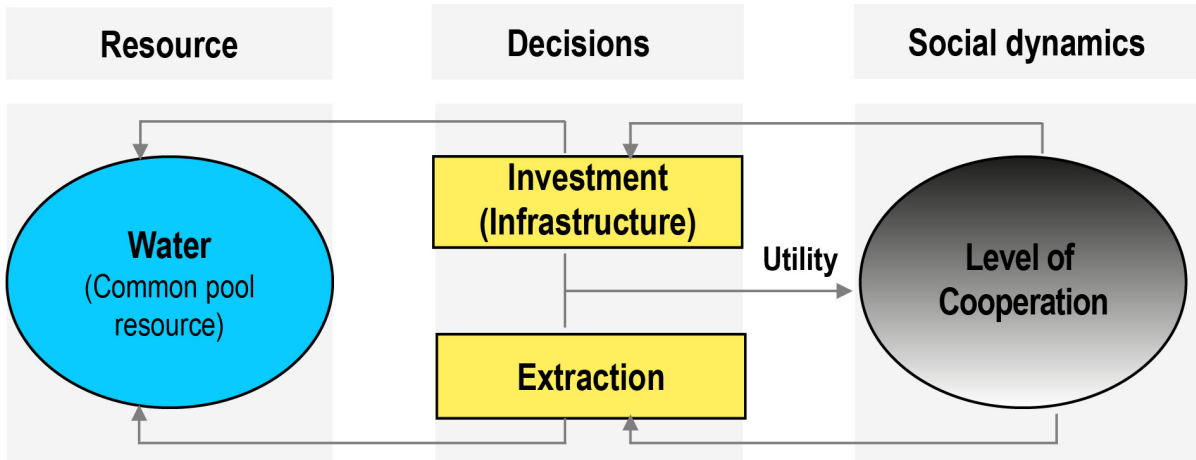 Resource
Decisions
Social dynamics
Water
(Common pool
resource)
Investment
(Infrastructure)
Utility
Extraction
Level of
Cooperation